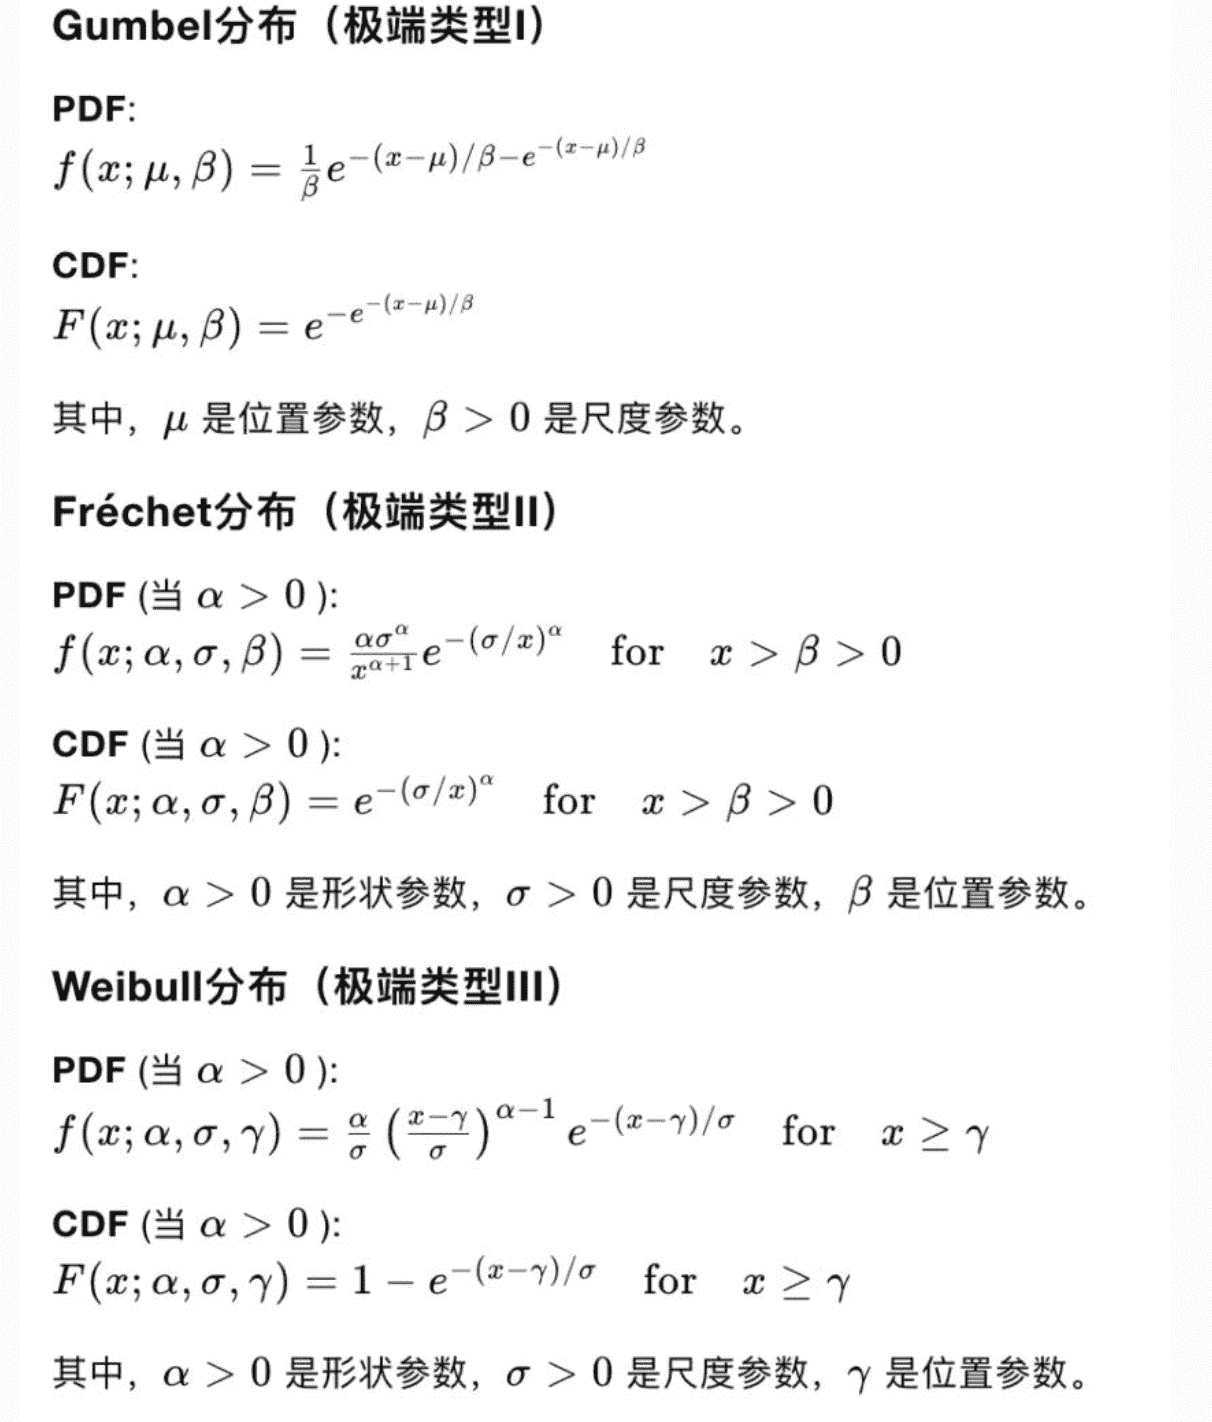 Gumbel分布（极端类型I）
PDF:
$f(x; \mu, \beta) = \frac{1}{\beta} e^{-(x-\mu)/\beta - e^{-(x-\mu)/\beta}}$
CDF:
$F(x; \mu, \beta) = e^{-e^{-(x-\mu)/\beta}}$
其中，$\mu$ 是位置参数，$\beta > 0$ 是尺度参数。
Fréchet分布（极端类型II）
PDF (当 $\alpha > 0$ ):
$f(x; \alpha, \sigma, \beta) = \frac{\alpha\sigma^{\alpha}}{x^{\alpha+1}} e^{-(\sigma/x)^{\alpha}} \quad \text{for} \quad x > \beta > 0$
CDF (当 $\alpha > 0$ ):
$F(x; \alpha, \sigma, \beta) = e^{-(\sigma/x)^{\alpha}} \quad \text{for} \quad x > \beta > 0$
其中，$\alpha > 0$ 是形状参数，$\sigma > 0$ 是尺度参数，$\beta$ 是位置参数。
Weibull分布（极端类型III）
PDF (当 $\alpha > 0$ ):
$f(x; \alpha, \sigma, \gamma) = \frac{\alpha}{\sigma} \left(\frac{x-\gamma}{\sigma}\right)^{\alpha-1} e^{-(x-\gamma)/\sigma} \quad \text{for} \quad x \geq \gamma$
CDF (当 $\alpha > 0$ ):
$F(x; \alpha, \sigma, \gamma) = 1 - e^{-(x-\gamma)/\sigma} \quad \text{for} \quad x \geq \gamma$
其中，$\alpha > 0$ 是形状参数，$\sigma > 0$ 是尺度参数，$\gamma$ 是位置参数。